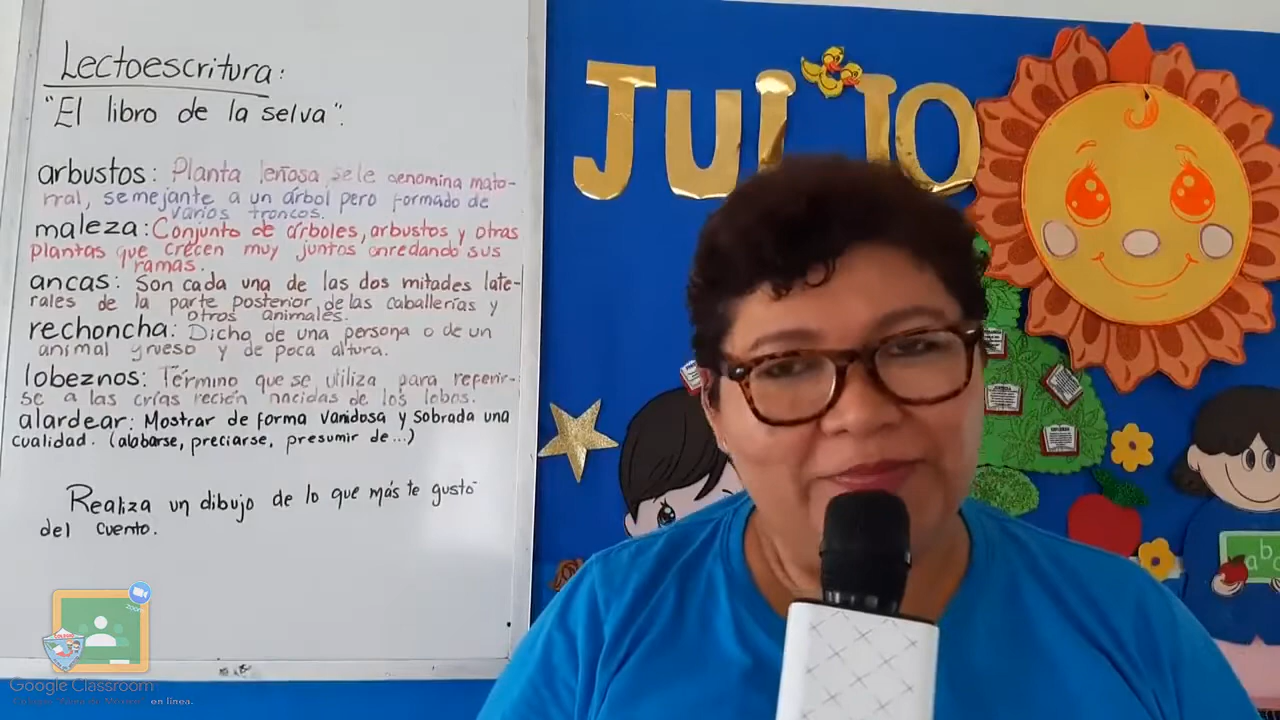 Lectoescritura:
"El libro de la selva".
arbustos: Planta leñosa, se le denomina mato-
rral, semejante a un árbol pero formado de
varios troncos.
maleza: Conjunto de árboles, arbustos y otras
plantas que crecen muy juntos enredando sus
ramas.
ancas: Son cada una de las dos mitades late-
rales de la parte posterior de las caballerías y
otros animales.
rechoncha: Dicho de una persona o de un
animal grueso y de poca altura.
lobeznos: Término que se utiliza para referir-
se a las crías recién nacidas de los lobos.
alardear: Mostrar de forma vanidosa y sobrada una
cualidad. (alabarse, preciarse, presumir de...)
Realiza un dibujo de lo que más te gustó
del cuento.
JULIO
abc
zoom
COLEGIO
Google Classroom
en línea.